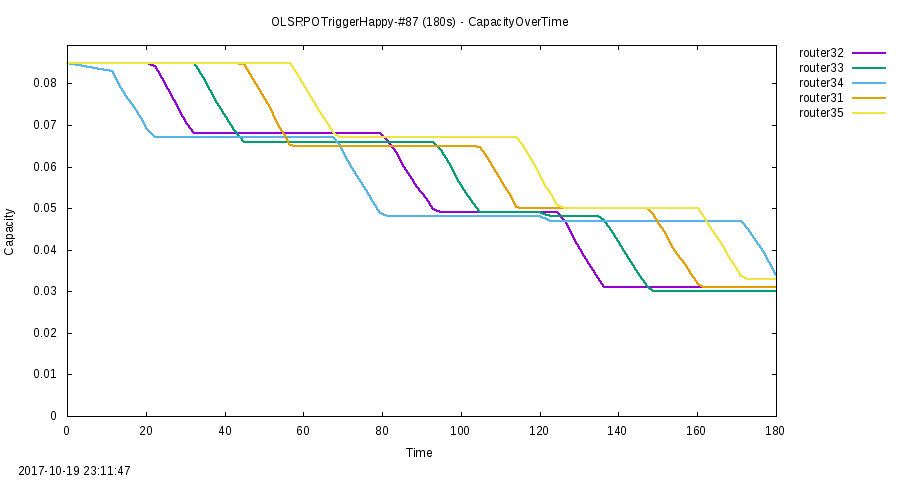 OLSRPOTriggerHappy-#87 (180s) - CapacityOverTime
router32
router33
router34
router31
router35
0.08
0.07
0.06
0.05
0.04
0.03
0.02
0.01
0
Capacity
0 20 40 60 80 100 120 140 160 180
Time
2017-10-19 23:11:47